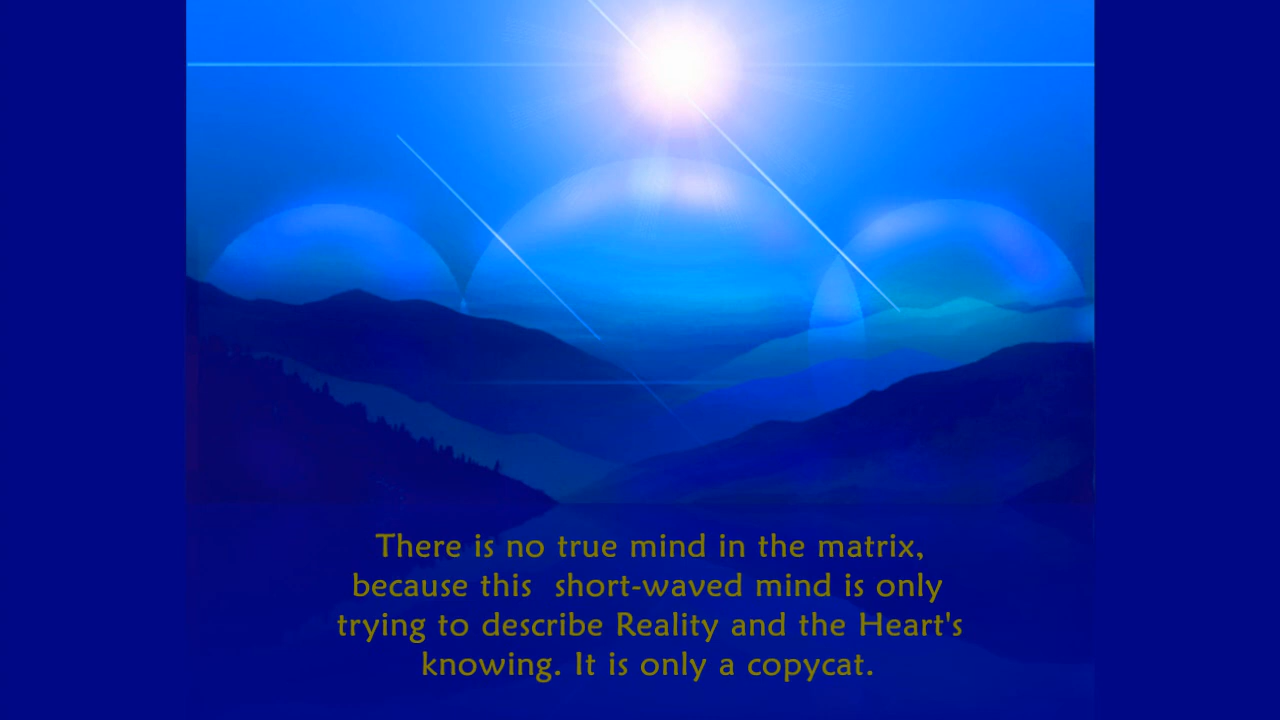 There is no true mind in the matrix,
because this  short-waved mind is only
trying to describe Reality and the Heart's
knowing. It is only a copycat.